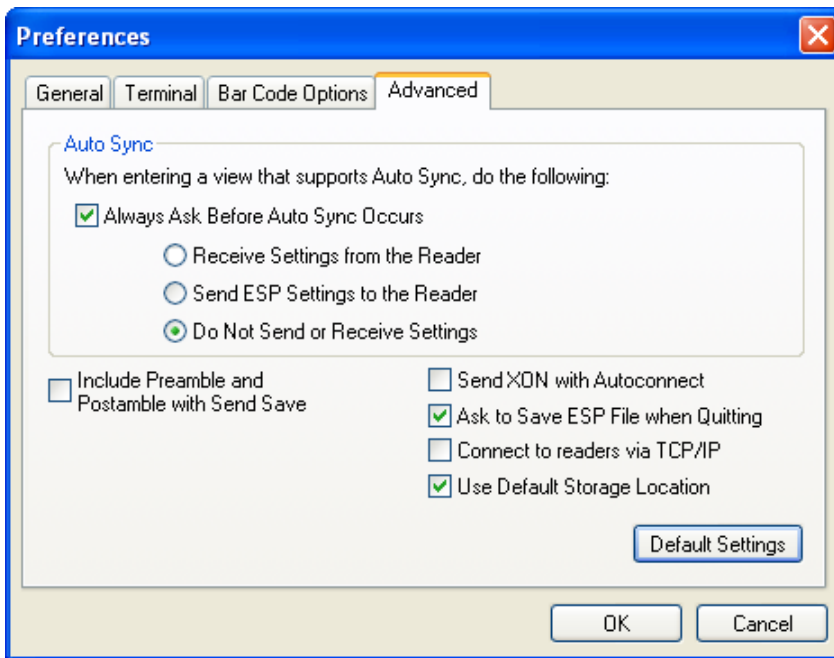 Preferences
General Terminal Bar Code Options Advanced
Auto Sync
When entering a view that supports Auto Sync, do the following:
Always Ask Before Auto Sync Occurs
Receive Settings from the Reader
Send ESP Settings to the Reader
Do Not Send or Receive Settings
Include Preamble and
Postamble with Send Save
Send XON with Autoconnect
Ask to Save ESP File when Quitting
Connect to readers via TCP/IP
Use Default Storage Location
Default Settings
OK Cancel